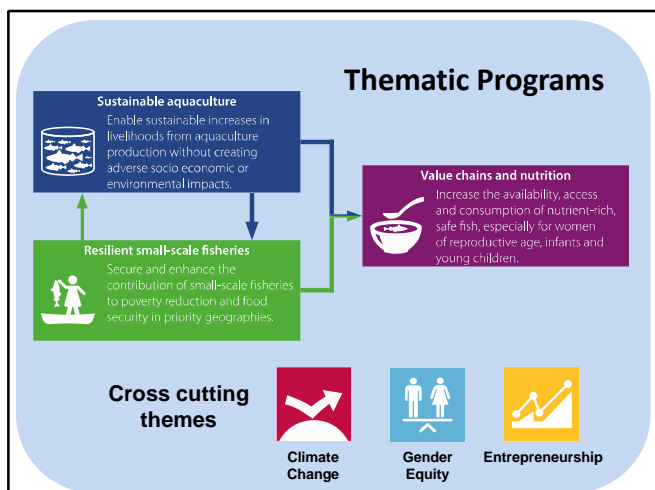 Thematic Programs
Sustainable aquaculture
Enable sustainable increases in
livelihoods from aquaculture
production without creating
adverse socio economic or
environmental impacts.
Value chains and nutrition
Increase the availability, access
and consumption of nutrient-rich,
safe fish, especially for women
of reproductive age, infants and
young children.
Resilient small-scale fisheries
Secure and enhance the
contribution of small-scale fisheries
to poverty reduction and food
security in priority geographies.
Cross cutting
themes
Climate
Change
Gender
Equity
Entrepreneurship